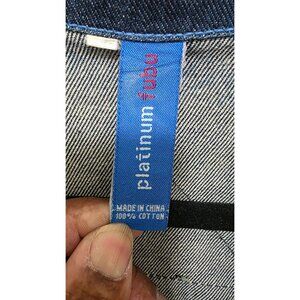 platinum fubu
MADE IN CHINA
100% COTTON